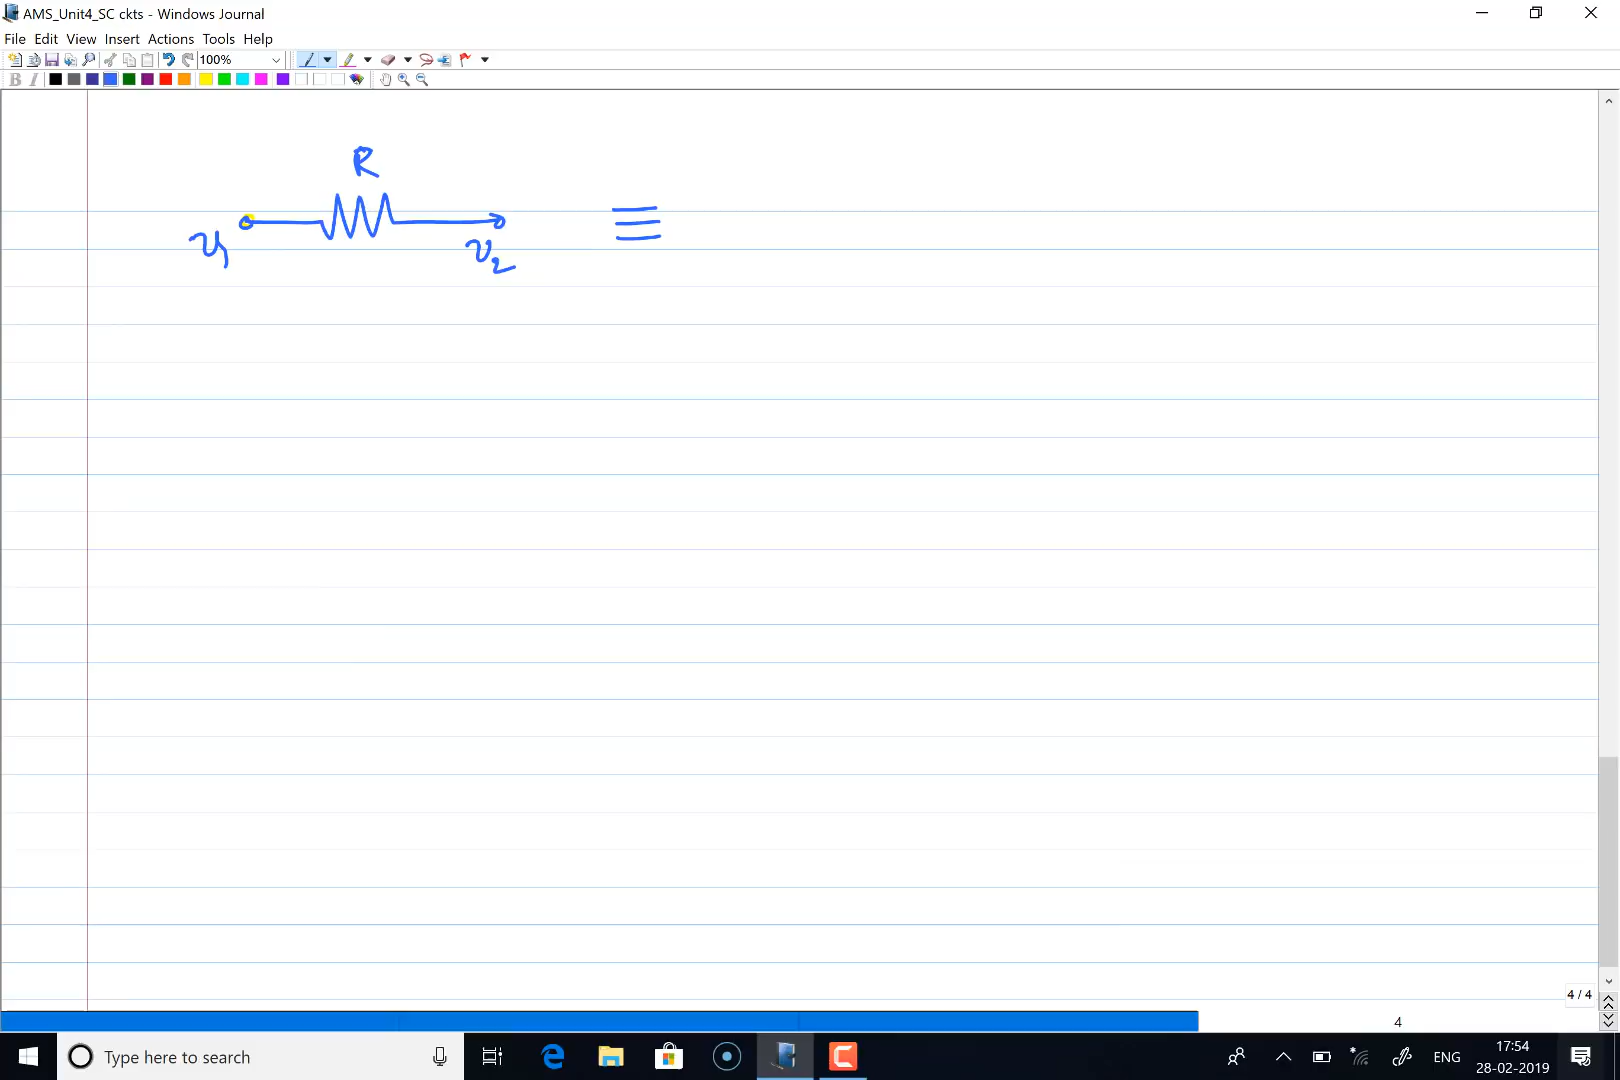 AMS_Unit4_SC ckts - Windows Journal
File Edit View Insert Actions Tools Help
100%
B I
R
v1
v2
≡
4 / 4
4
Type here to search
ENG
17:54
28-02-2019